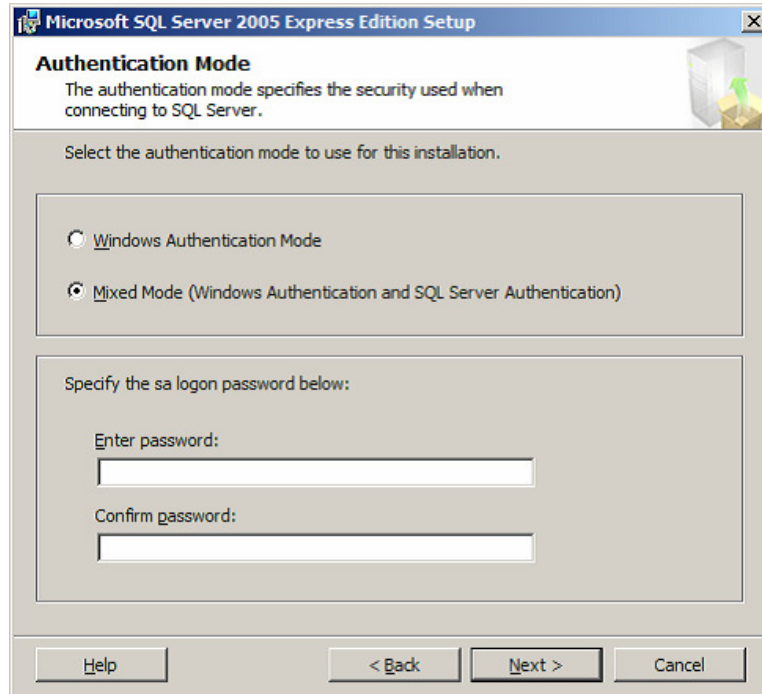 Microsoft SQL Server 2005 Express Edition Setup
Authentication Mode
The authentication mode specifies the security used when
connecting to SQL Server.
Select the authentication mode to use for this installation.
Windows Authentication Mode
Mixed Mode (Windows Authentication and SQL Server Authentication)
Specify the sa logon password below:
Enter password:
Confirm password:
Help
< Back
Next >
Cancel